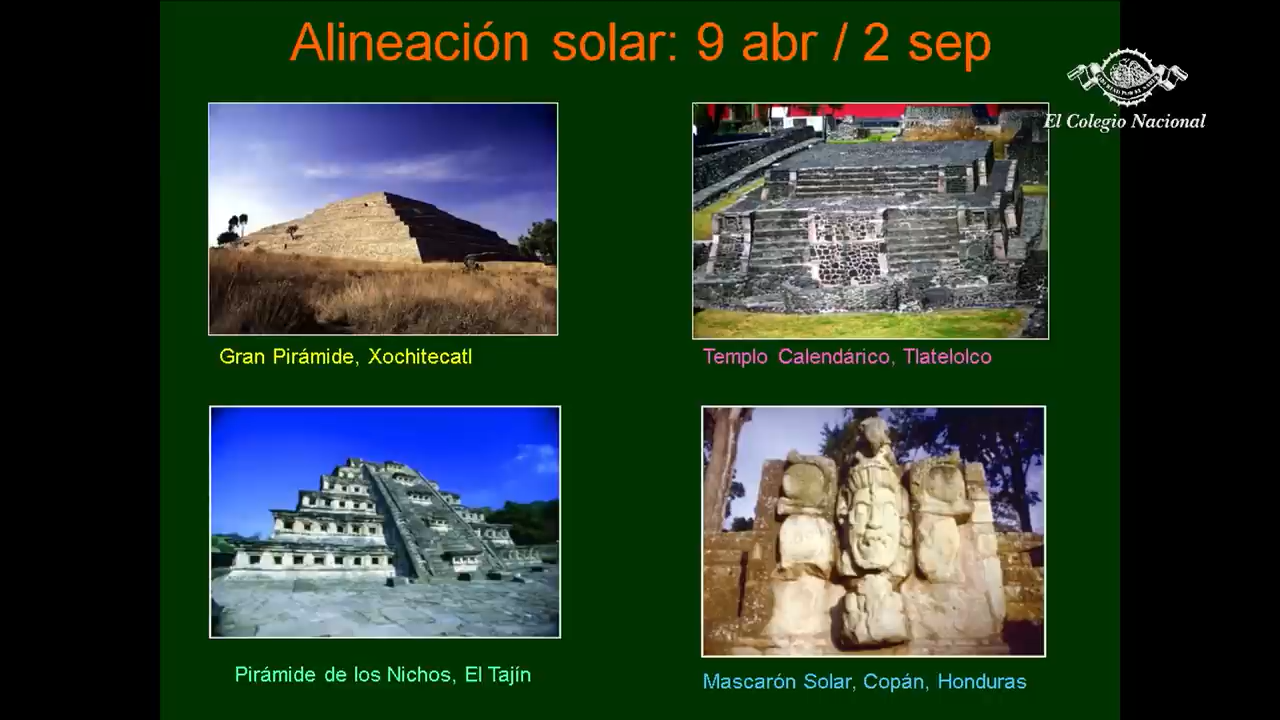 Alineación solar: 9 abr / 2 sep
El Colegio Nacional
Gran Pirámide, Xochitecatl
Templo Calendárico, Tlatelolco
Pirámide de los Nichos, El Tajín
Mascarón Solar, Copán, Honduras